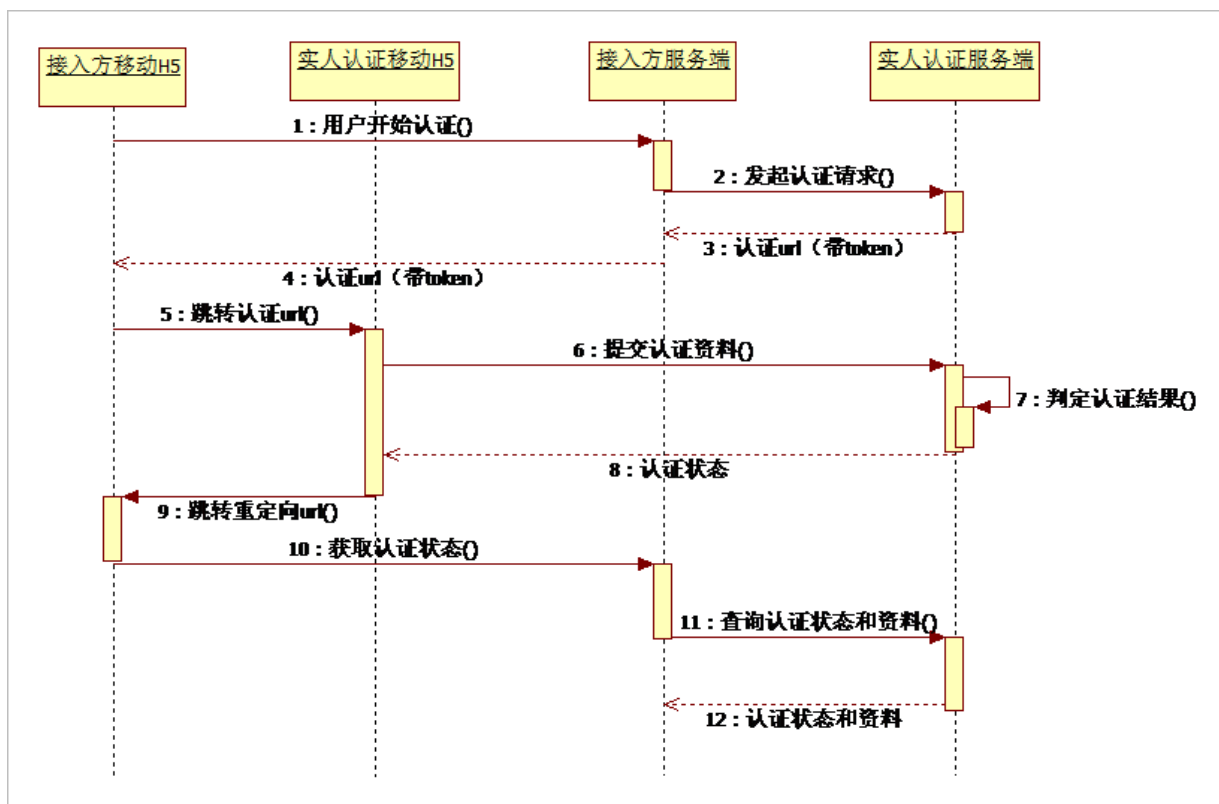 接入方移动H5
实人认证移动H5
接入方服务端
实人认证服务端
1：用户开始认证()
2：发起认证请求()
3：认证url（带token）
4：认证url（带token）
5：跳转认证url()
6：提交认证资料()
7：判定认证结果()
8：认证状态
9：跳转重定向url()
10：获取认证状态()
11：查询认证状态和资料()
12：认证状态和资料